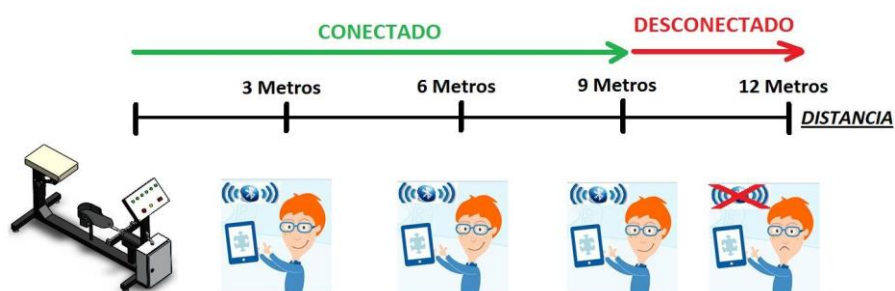 CONECTADO
DESCONECTADO
3 Metros
6 Metros
9 Metros
12 Metros
DISTANCIA